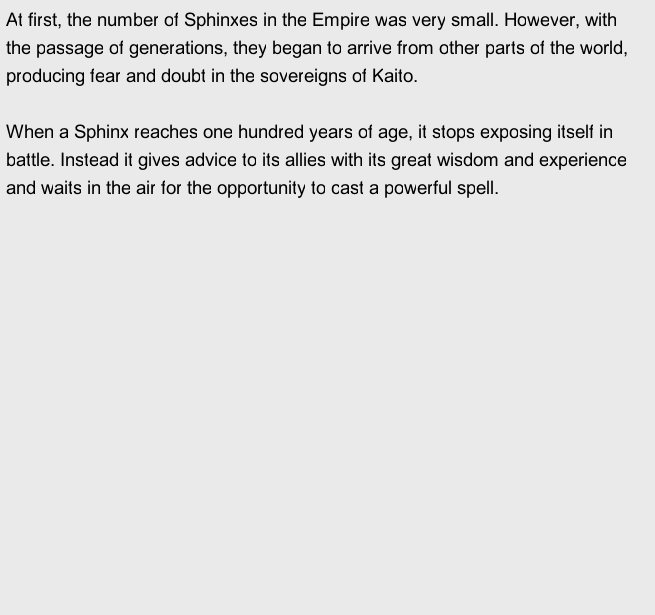 At first, the number of Sphinxes in the Empire was very small. However, with
the passage of generations, they began to arrive from other parts of the world,
producing fear and doubt in the sovereigns of Kaito.
When a Sphinx reaches one hundred years of age, it stops exposing itself in
battle. Instead it gives advice to its allies with its great wisdom and experience
and waits in the air for the opportunity to cast a powerful spell.